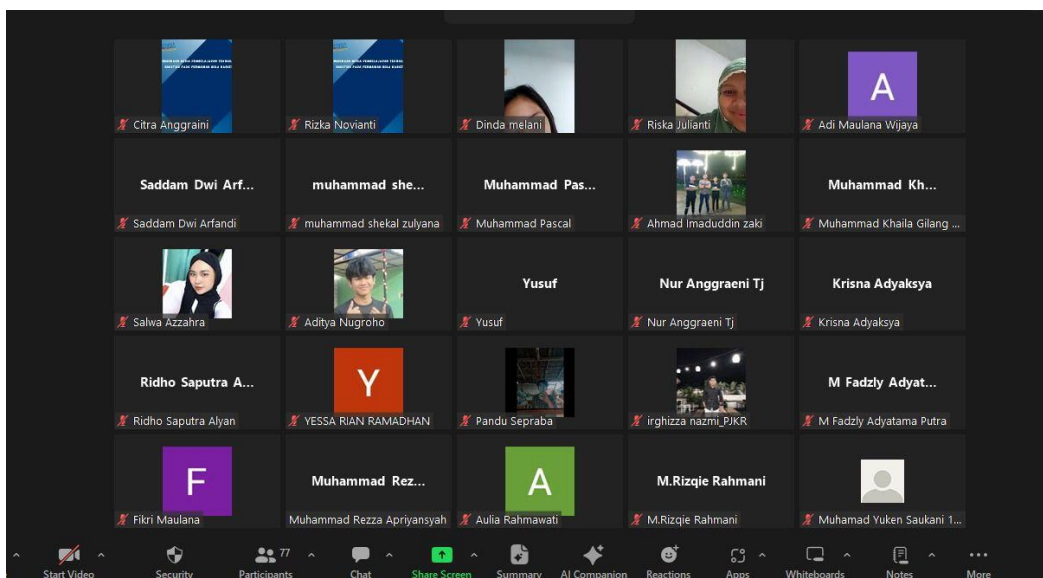 Citra Anggraini
Rizka Novianti
Dinda melani
Riska Julianti
A
Adi Maulana Wijaya
Saddam Dwi Arf...
muhammad she...
Muhammad Pas...
Muhammad Kh...
Saddam Dwi Arfandi
muhammad shekal zulyana
Muhammad Pascal
Ahmad Imaduddin zaki
Muhammad Khaila Gilang ...
Yusuf
Nur Anggraeni Tj
Krisna Adyaksya
Salwa Azzahra
Aditya Nugroho
Yusuf
Nur Anggraeni Tj
Krisna Adyaksya
Ridho Saputra A...
Y
M Fadzly Adyat...
Ridho Saputra Alyan
YESSA RIAN RAMADHAN
Pandu Sepraba
irghizza nazmi_PJKR
M Fadzly Adyatama Putra
F
Muhammad Rez...
A
M.Rizqie Rahmani
Fikri Maulana
Muhammad Rezza Apriyansyah
Aulia Rahmawati
M.Rizqie Rahmani
Muhamad Yuken Saukani 1...
77
Start Video
Security
Participants
Chat
Share Screen
Summary
AI Companion
Reactions
Apps
Whiteboards
Notes
More